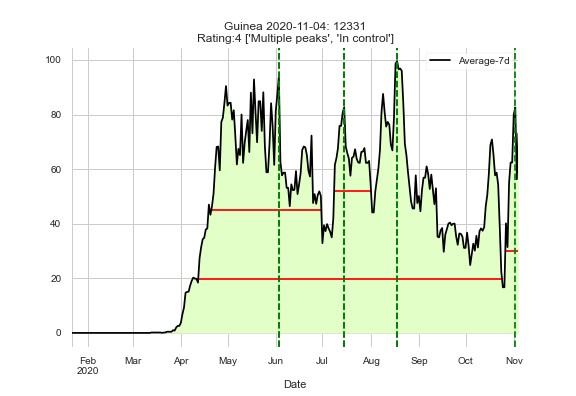 Guinea 2020-11-04: 12331
Rating:4 ['Multiple peaks', 'In control']
Average-7d
100
80
60
40
20
0
Feb Mar Apr May Jun Jul Aug Sep Oct Nov
2020
Date